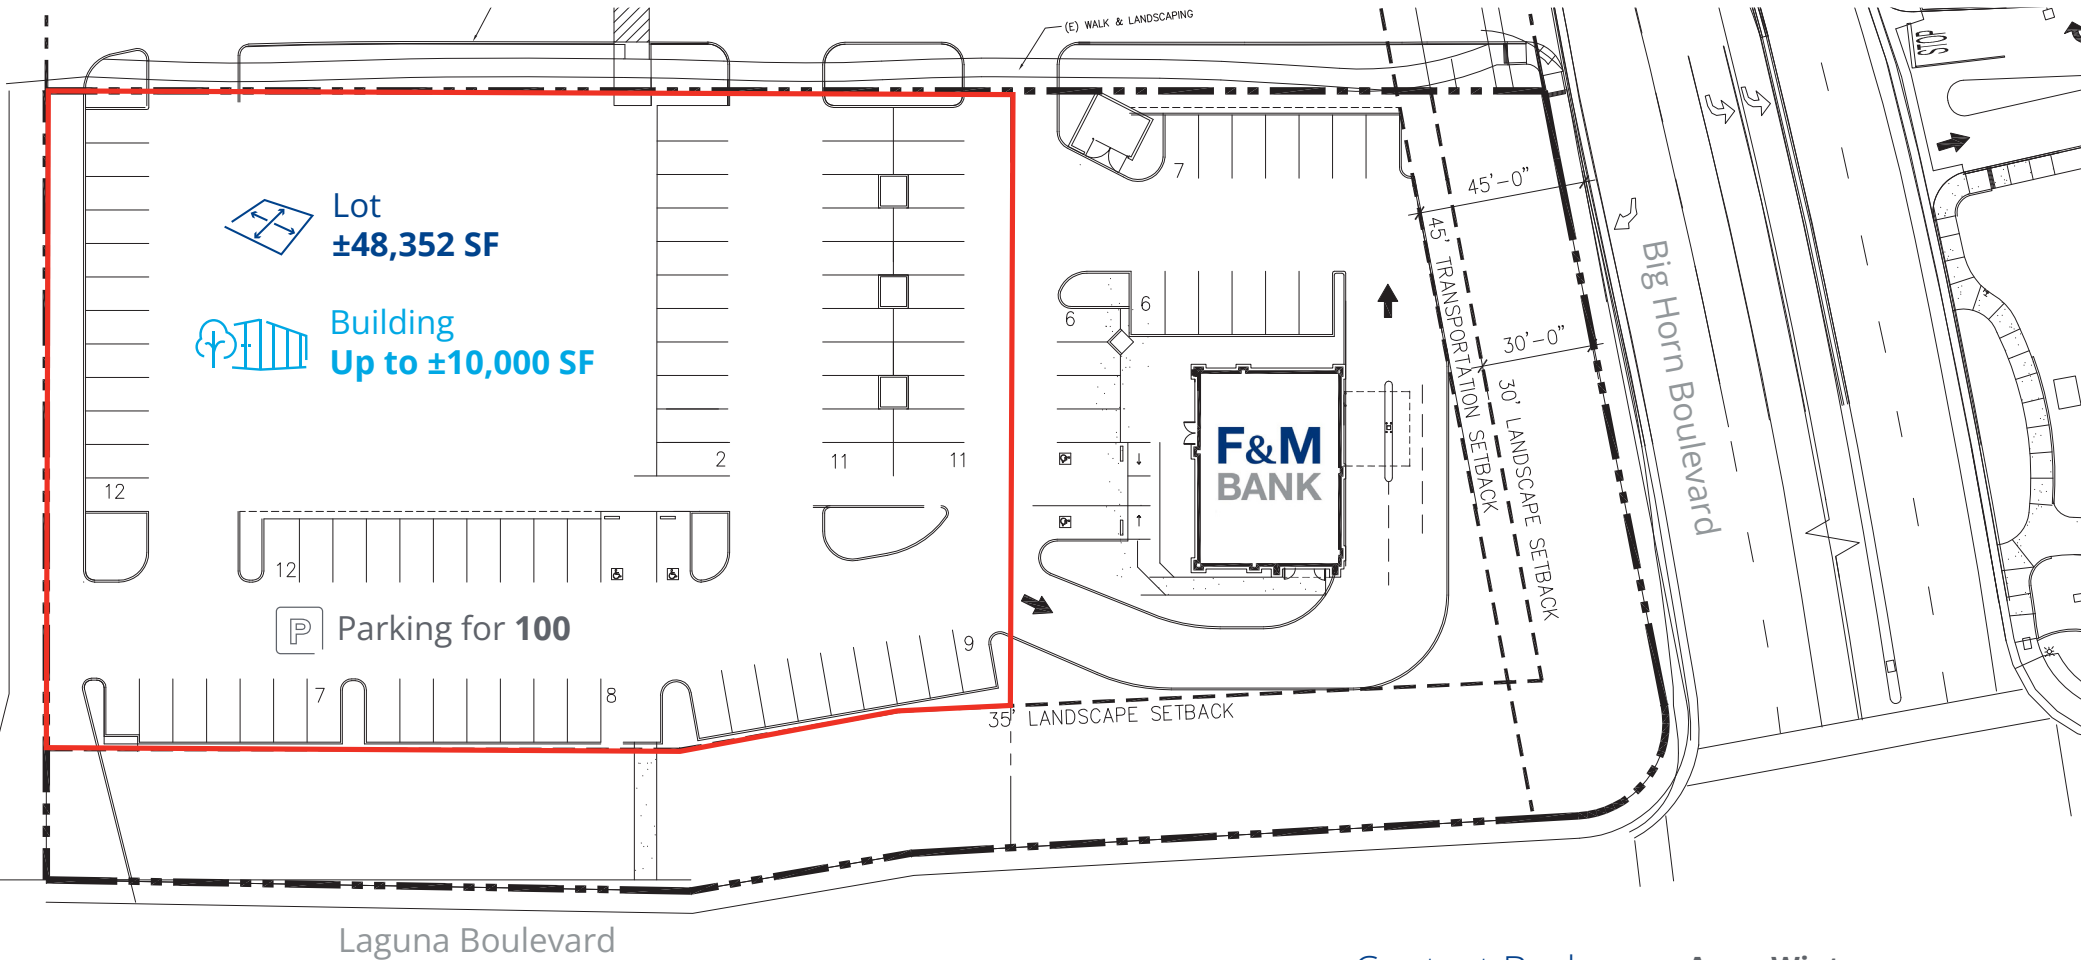 (E) WALK & LANDSCAPING
STOP
Lot
±48,352 SF
Building
Up to ±10,000 SF
7
45'-0"
30'-0"
45' TRANSPORTATION SETBACK
30' LANDSCAPE SETBACK
Big Horn Boulevard
6
6
F&M
BANK
12
2
11
11
12
P Parking for 100
9
7
8
35' LANDSCAPE SETBACK
Laguna Boulevard